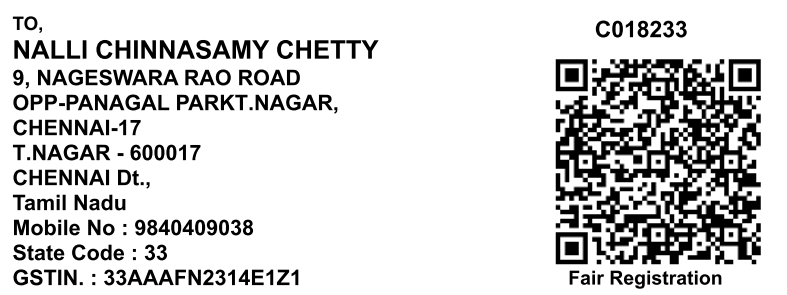 TO,
NALLI CHINNASAMY CHETTY
9, NAGESWARA RAO ROAD
OPP-PANAGAL PARKT.NAGAR,
CHENNAI-17
T.NAGAR - 600017
CHENNAI Dt.,
Tamil Nadu
Mobile No : 9840409038
State Code : 33
GSTIN. : 33AAAFN2314E1Z1
C018233
Fair Registration